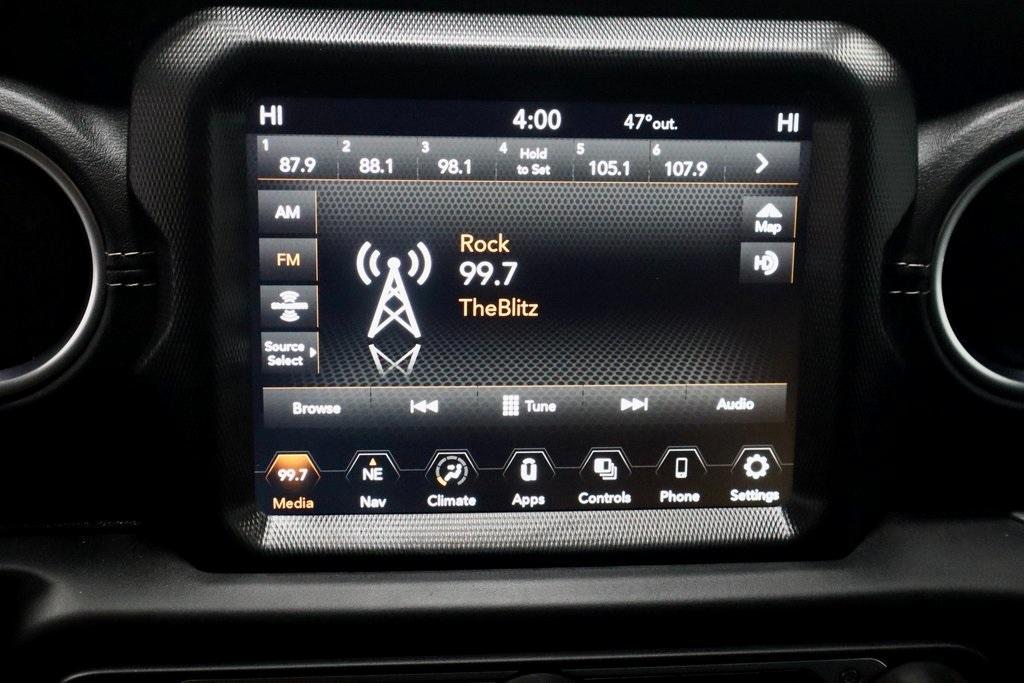 HI 4:00 47°out. HI
1 2 3 4 5 6
87.9 88.1 98.1 Hold to Set 105.1 107.9
AM
FM
Source
Select
Rock
99.7
TheBlitz
Map
HD
Browse Tune Audio
99.7 NE
Media Nav Climate Apps Controls Phone Settings